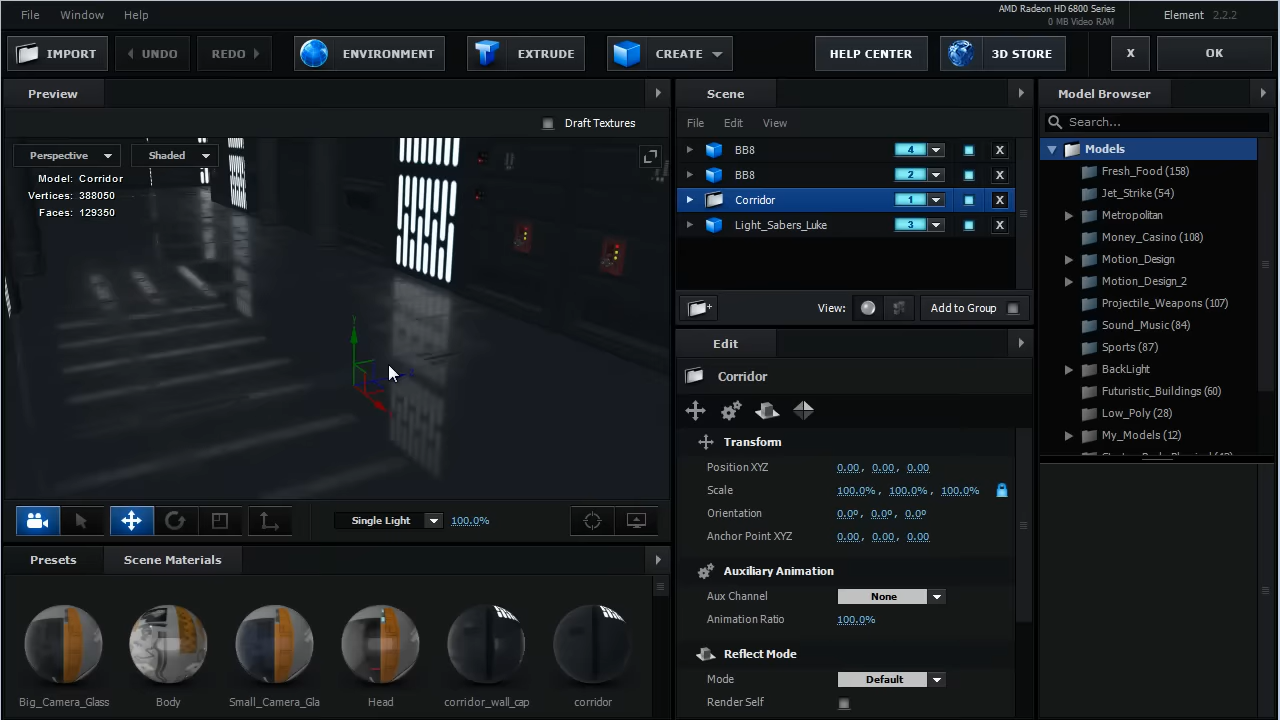 File Window Help
AMD Radeon HD 6800 Series
0 MB Video RAM
Element 2.2.2
IMPORT UNDO REDO ENVIRONMENT EXTRUDE CREATE HELP CENTER 3D STORE X OK
Preview
Draft Textures
Perspective Shaded
Model: Corridor
Vertices: 388050
Faces: 129350
Single Light 100.0%
Presets Scene Materials
Big_Camera_Glass Body Small_Camera_Gla Head corridor_wall_cap corridor
Scene
File Edit View
BB8 4 X
BB8 2 X
Corridor 1 X
Light_Sabers_Luke 3 X
View: Add to Group
Edit
Corridor
Transform
Position XYZ 0.00, 0.00, 0.00
Scale 100.0%, 100.0%, 100.0%
Orientation 0.0º, 0.0º, 0.0º
Anchor Point XYZ 0.00, 0.00, 0.00
Auxiliary Animation
Aux Channel None
Animation Ratio 100.0%
Reflect Mode
Mode Default
Render Self
Model Browser
Search...
Models
Fresh_Food (158)
Jet_Strike (54)
Metropolitan
Money_Casino (108)
Motion_Design
Motion_Design_2
Projectile_Weapons (107)
Sound_Music (84)
Sports (87)
BackLight
Futuristic_Buildings (60)
Low_Poly (28)
My_Models (12)